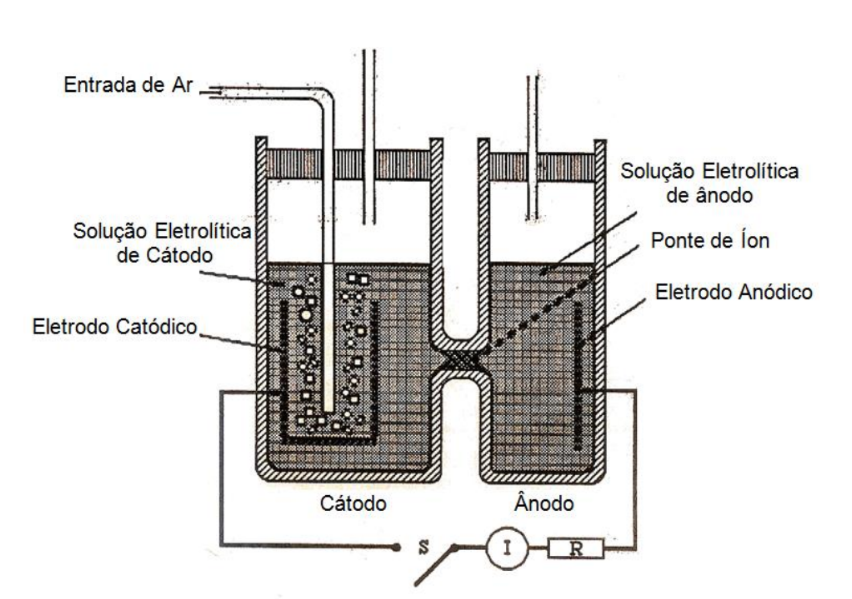 Entrada de Ar
Solução Eletrolítica
de ânodo
Solução Eletrolítica
de Cátodo
Ponte de Íon
Eletrodo Anódico
Eletrodo Catódico
Cátodo
Ânodo
S
I
R